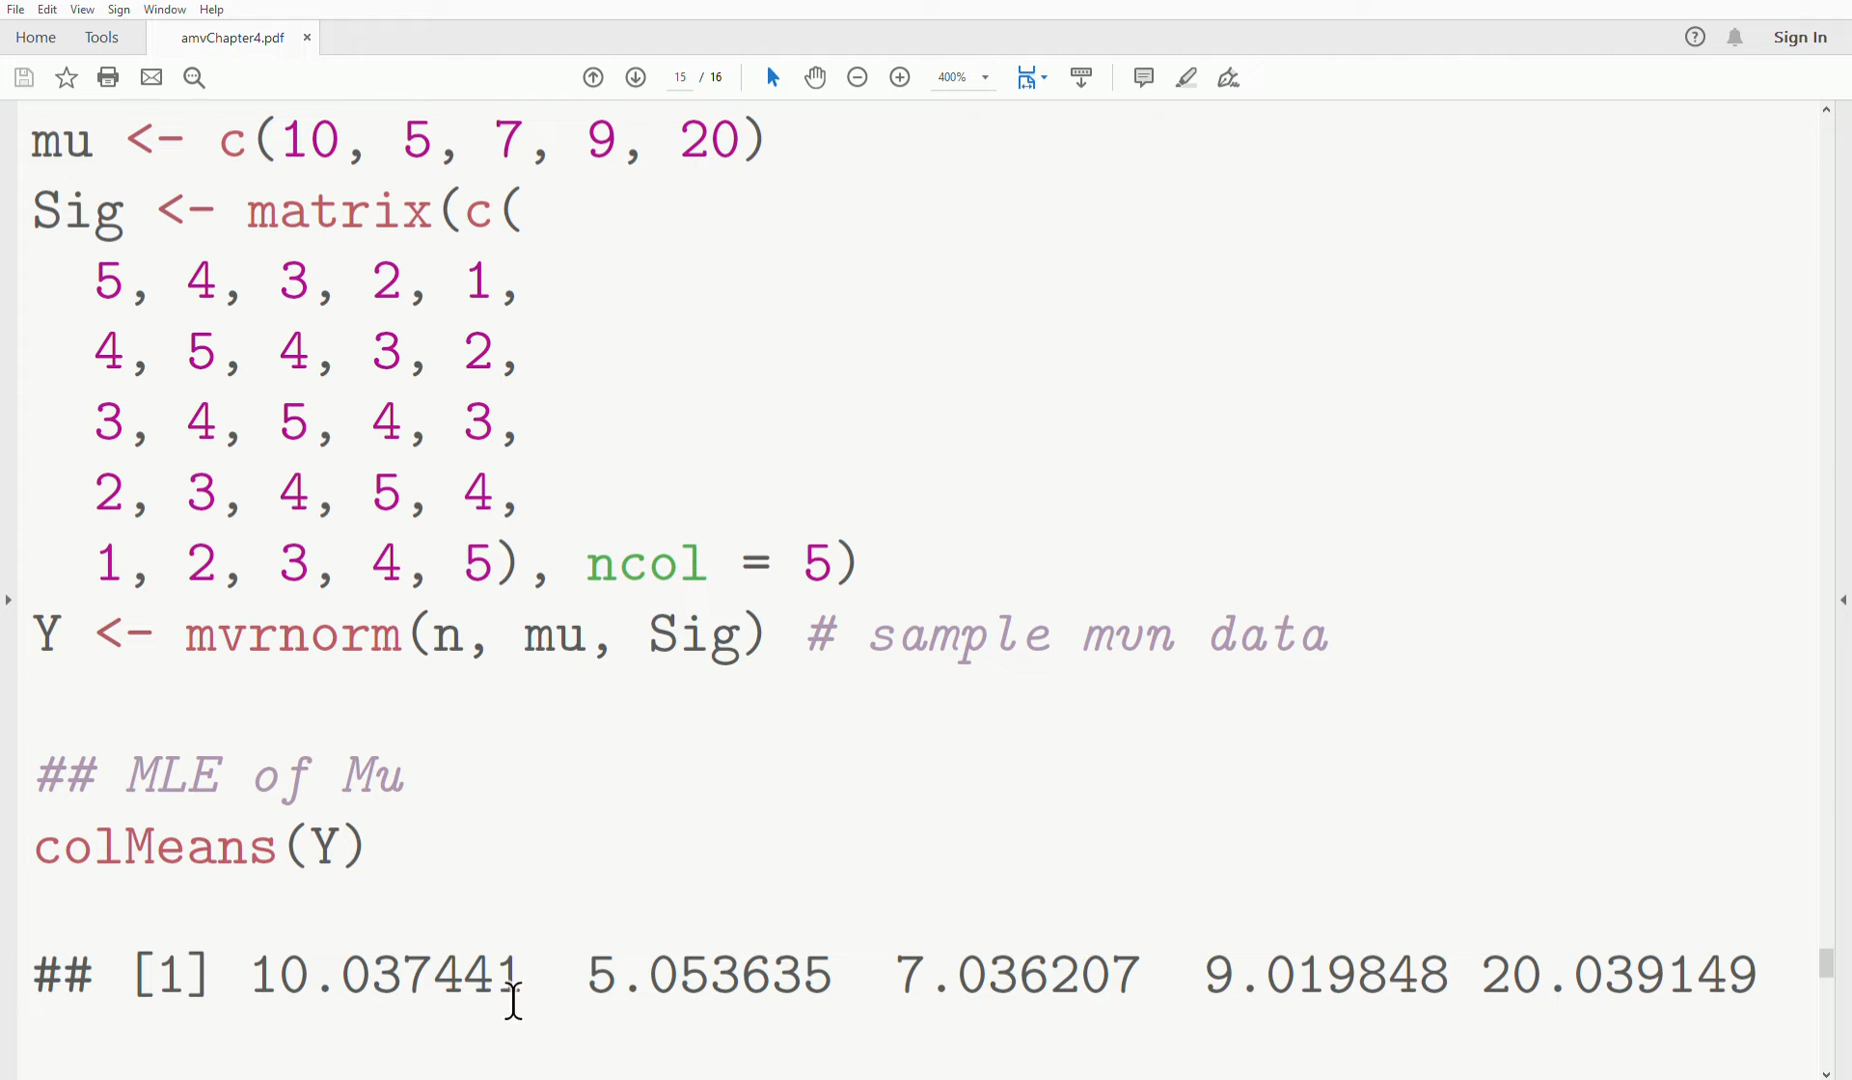 File Edit View Sign Window Help
Home Tools amvChapter4.pdf × Sign In
15 / 16 400%
mu <- c(10, 5, 7, 9, 20)
Sig <- matrix(c(
5, 4, 3, 2, 1,
4, 5, 4, 3, 2,
3, 4, 5, 4, 3,
2, 3, 4, 5, 4,
1, 2, 3, 4, 5), ncol = 5)
Y <- mvrnorm(n, mu, Sig) # sample mvn data
## MLE of Mu
colMeans(Y)
## [1] 10.037441 5.053635 7.036207 9.019848 20.039149